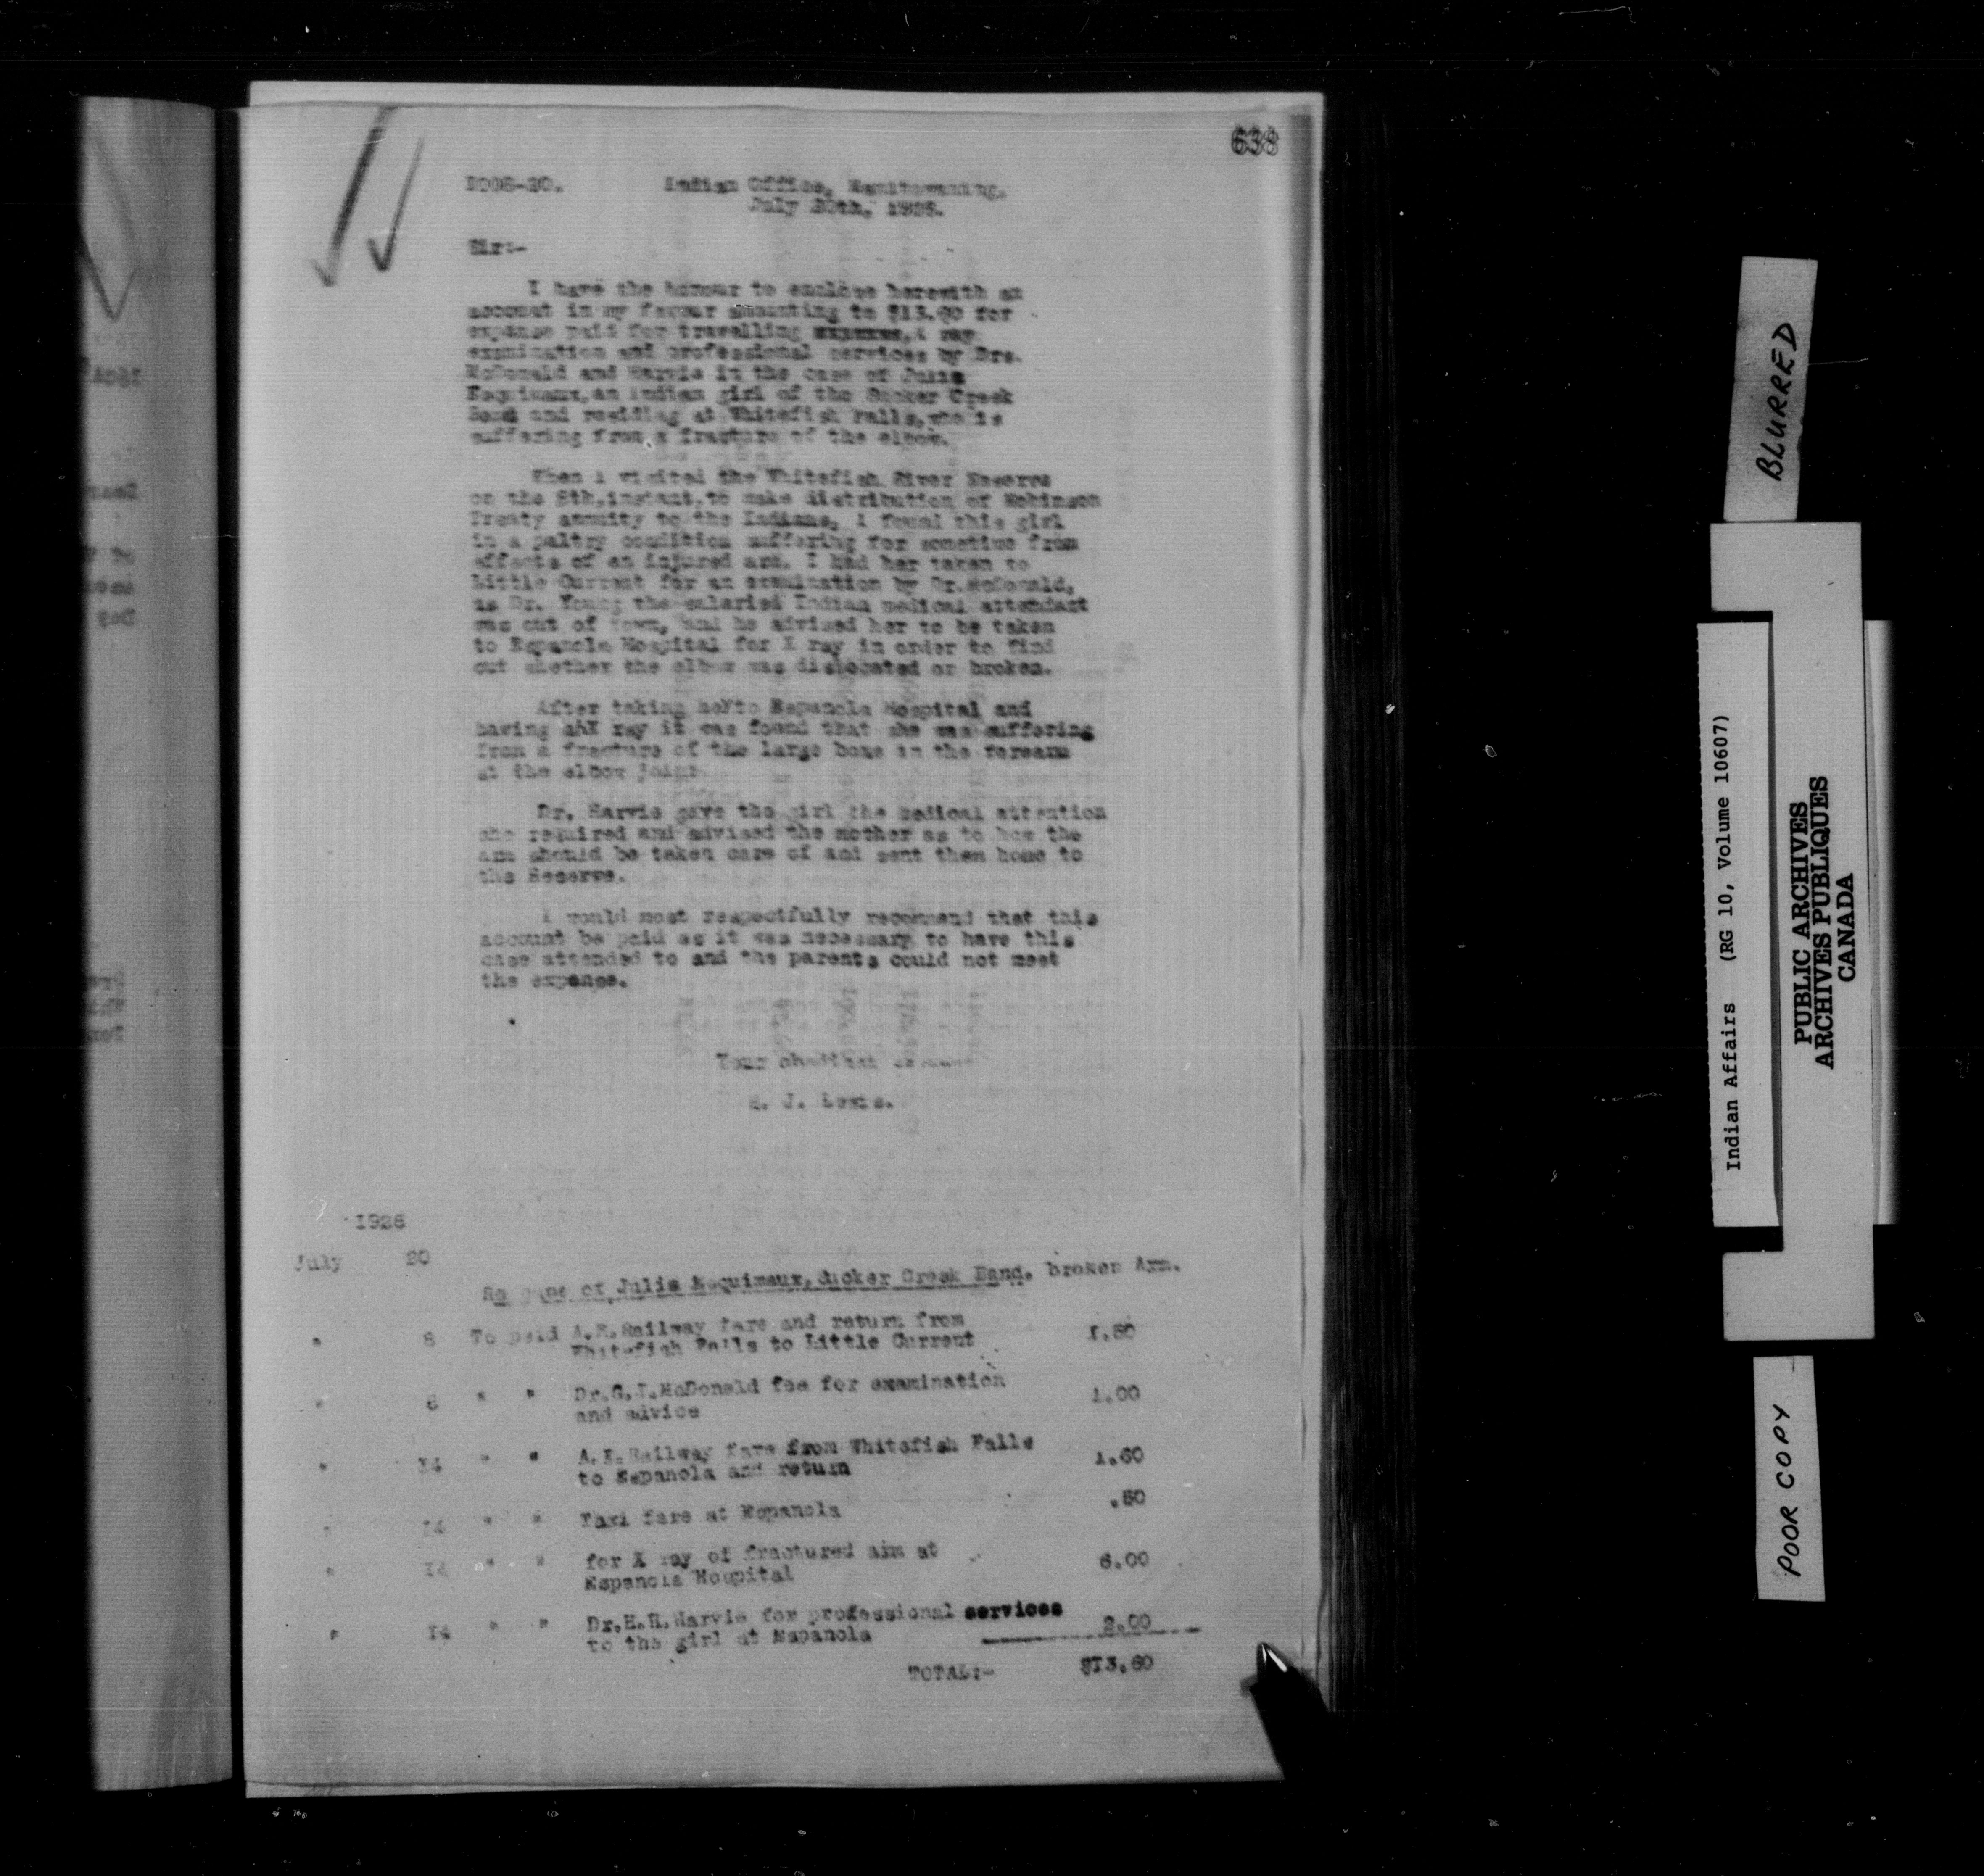 638
Indian Office, Manitowaning,
July 20th, 1926.
Sir:-
I have the honour to enclose herewith an
account in my favour amounting to $13.60 for
expense paid for travelling X ray
examination and professional services by Drs.
McDonald and Harvie in the case of Julia
Esquimaux, an Indian girl of the Sucker Creek
Band and residing at Whitefish Falls, who is
suffering from a fracture of the elbow.
When I visited the Whitefish River Reserve
on the 8th. instant, to make distribution of Robinson
Treaty annuity to the Indians, I found this girl
in a paltry condition suffering for sometime from
effects of an injured arm. I had her taken to
Little Current for an examination by Dr. McDonald,
as Dr. Young the salaried Indian medical attendant
was out of town, and he advised her to be taken
to Espanola Hospital for X ray in order to find
out whether the elbow was dislocated or broken.
After taking her to Espanola Hospital and
having X ray it was found that she was suffering
from a fracture of the large bone in the forearm
at the elbow joint
Dr. Harvie gave the girl the medical attention
she required and advised the mother as to how the
arm should be taken care of and sent them home to
the Reserve.
I would most respectfully recommend that this
account be paid as it was necessary to have this
case attended to and the parents could not meet
the expense.
Your obedient
J. Lewis.
1926
July 20
Re case of Julia Esquimaux, Sucker Creek Band. broken Arm.
" 8 To paid A.E. Railway fare and return from 1.50
Whitefish Falls to Little Current
" 8 " " Dr. G. I. McDonald fee for examination 1.00
and advice
" I4 " " A.E. Railway fare from Whitefish Falls 1.60
to Espanola and return
" I4 " " Taxi fare at Espanola .50
" I4 " " for X ray of fractured arm at 6.00
Espanola Hospital
" I4 " " Dr. H. H. Harvie for professional services
to the girl at Espanola
TOTAL:- $I3.60
BLURRED
Indian Affairs (RG 10, Volume 10607)
PUBLIC ARCHIVES
ARCHIVES PUBLIQUES
CANADA
POOR COPY